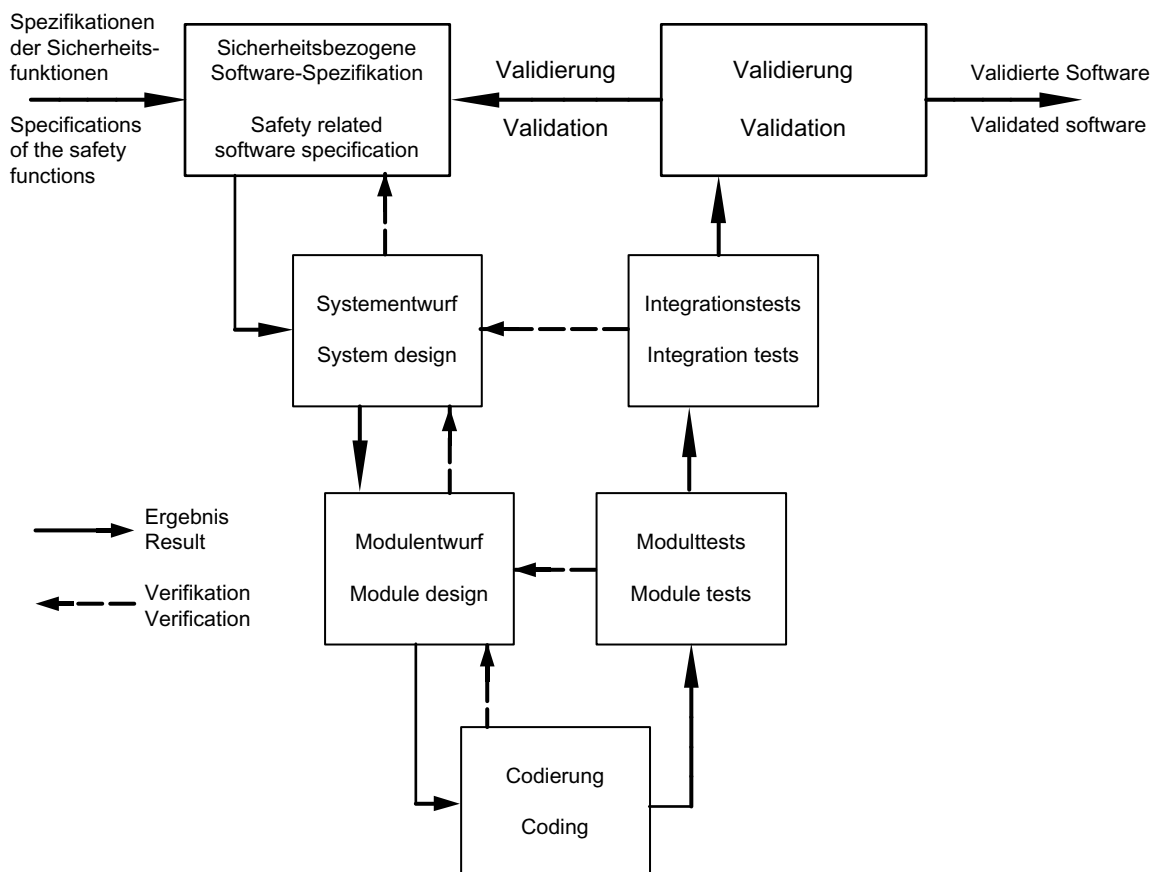 Spezifikationen
der Sicherheits-
funktionen
Specifications
of the safety
functions
Sicherheitsbezogene
Software-Spezifikation
Safety related
software specification
Validierung
Validation
Validierung
Validation
Validierte Software
Validated software
Systementwurf
System design
Integrationstests
Integration tests
Ergebnis
Result
Verifikation
Verification
Modulentwurf
Module design
Modulttests
Module tests
Codierung
Coding